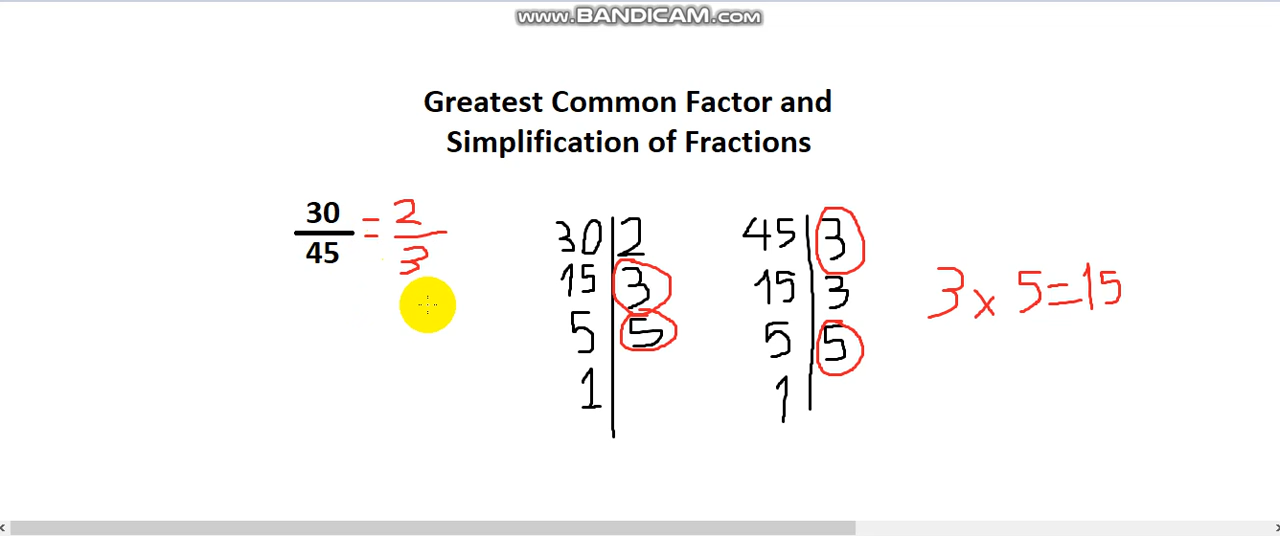 www.BANDICAM.com
Greatest Common Factor and
Simplification of Fractions
30
45
= 2
3
30 | 2
15 | 3
5 | 5
1
45 | 3
15 | 3
5 | 5
1
3 x 5 = 15